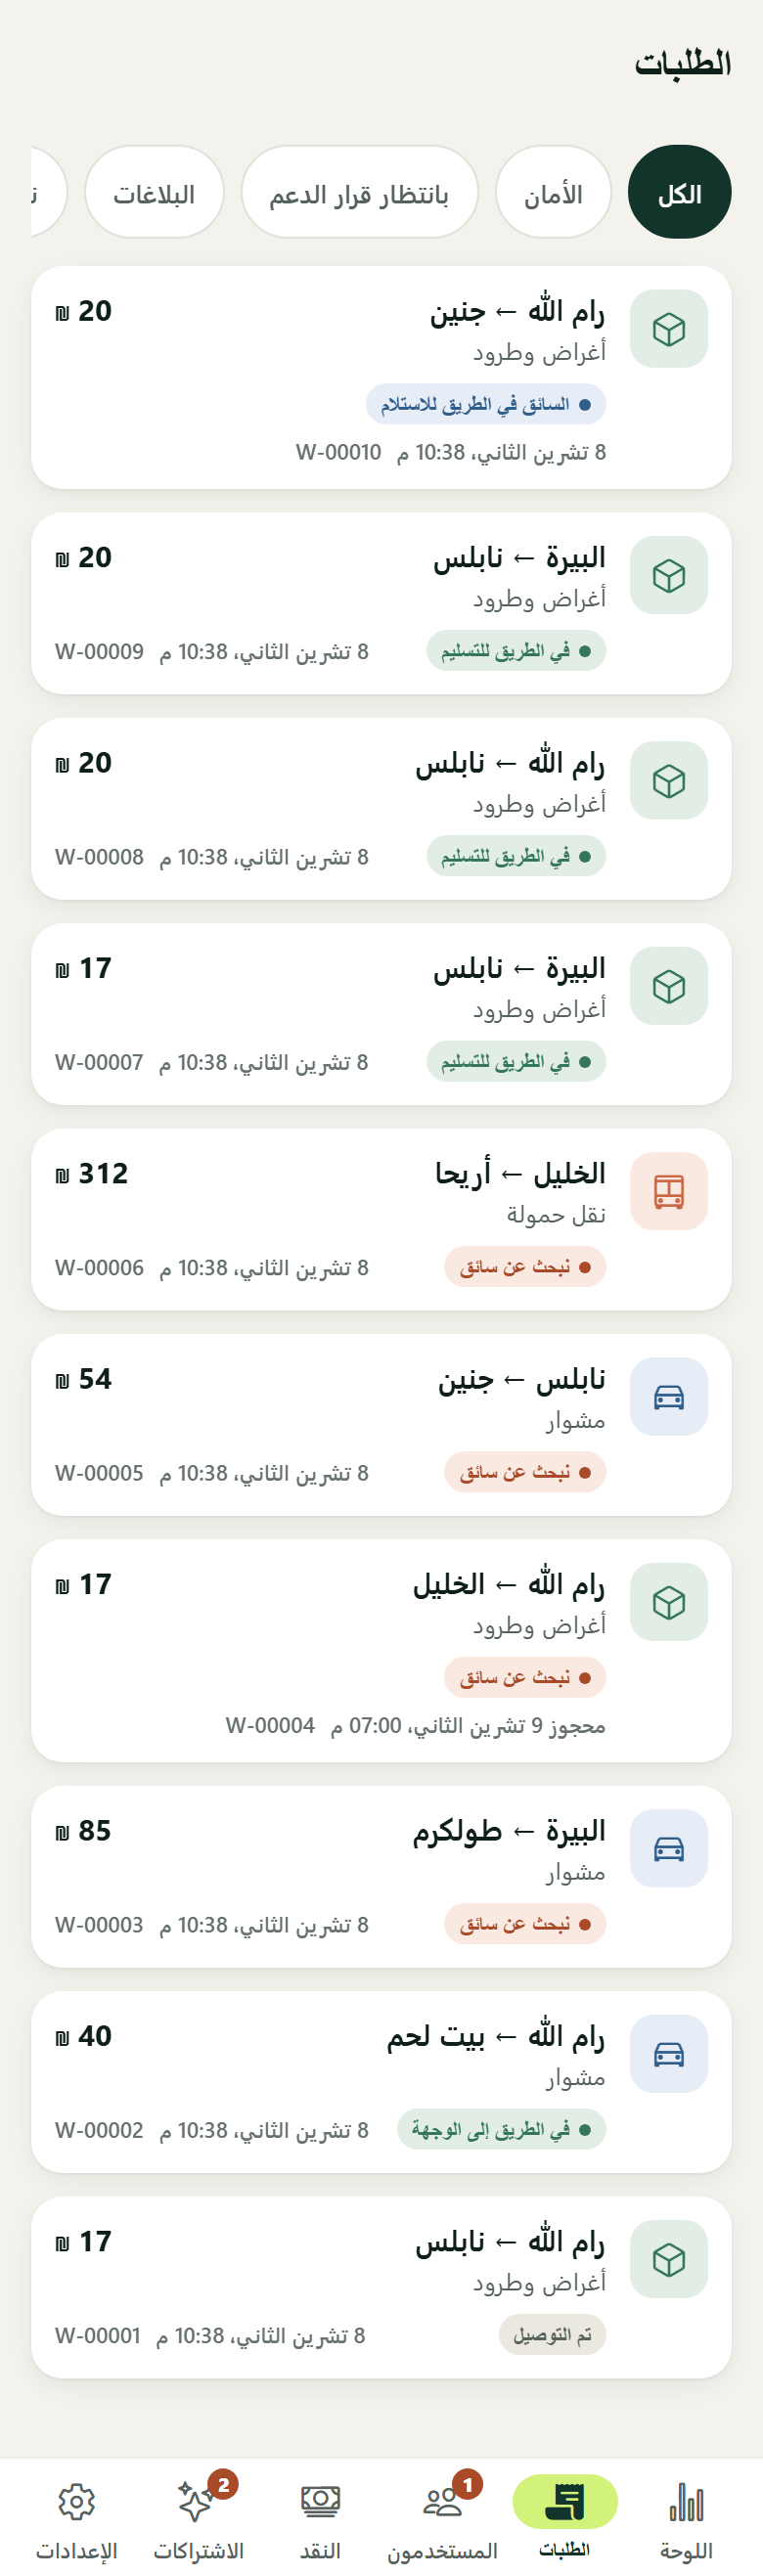 الطلبات
الكل
الأمان
بانتظار قرار الدعم
البلاغات
رام الله ← جنين
20 ₪
أغراض وطرود
السائق في الطريق للاستلام
8 تشرين الثاني، 10:38 م W-00010
البيرة ← نابلس
20 ₪
أغراض وطرود
في الطريق للتسليم
8 تشرين الثاني، 10:38 م W-00009
رام الله ← نابلس
20 ₪
أغراض وطرود
في الطريق للتسليم
8 تشرين الثاني، 10:38 م W-00008
البيرة ← نابلس
17 ₪
أغراض وطرود
في الطريق للتسليم
8 تشرين الثاني، 10:38 م W-00007
الخليل ← أريحا
312 ₪
نقل حمولة
نبحث عن سائق
8 تشرين الثاني، 10:38 م W-00006
نابلس ← جنين
54 ₪
مشوار
نبحث عن سائق
8 تشرين الثاني، 10:38 م W-00005
رام الله ← الخليل
17 ₪
أغراض وطرود
نبحث عن سائق
محجوز 9 تشرين الثاني، 07:00 م W-00004
البيرة ← طولكرم
85 ₪
مشوار
نبحث عن سائق
8 تشرين الثاني، 10:38 م W-00003
رام الله ← بيت لحم
40 ₪
مشوار
في الطريق إلى الوجهة
8 تشرين الثاني، 10:38 م W-00002
رام الله ← نابلس
17 ₪
أغراض وطرود
تم التوصيل
8 تشرين الثاني، 10:38 م W-00001
اللوحة
الطلبات
1
المستخدمون
النقد
2
الاشتراكات
الإعدادات